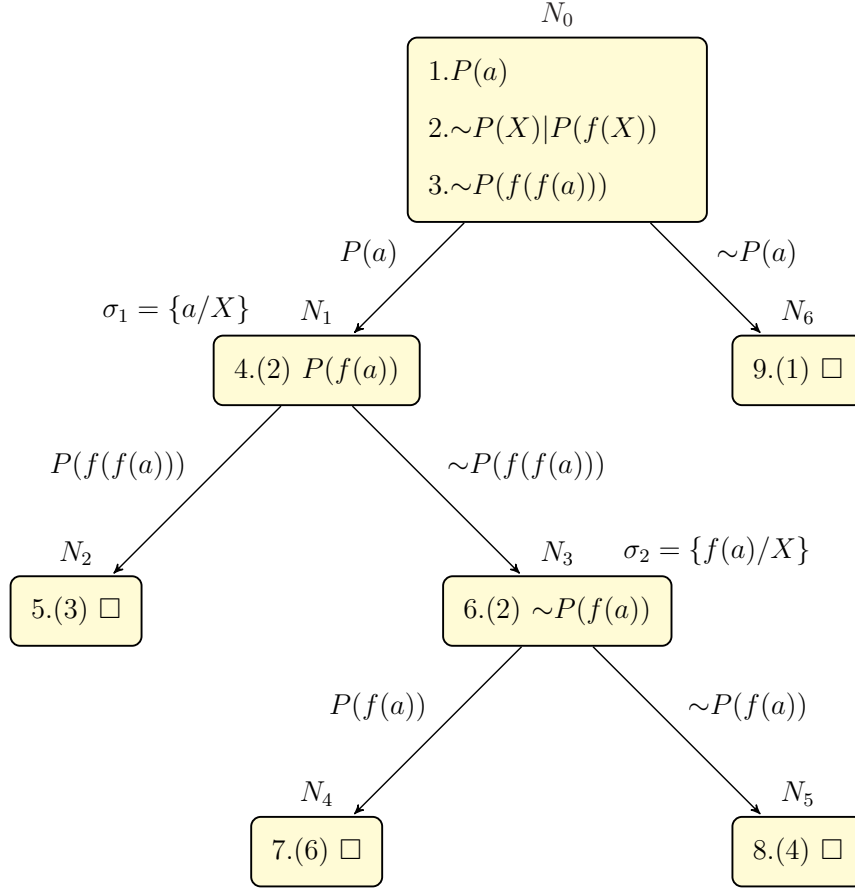 N₀
1.P(a)
2.~P(X)|P(f(X))
3.~P(f(f(a)))
P(a)
~P(a)
σ₁ = {a/X}
N₁
N₆
4.(2) P(f(a))
9.(1) □
P(f(f(a)))
~P(f(f(a)))
N₂
N₃
σ₂ = {f(a)/X}
5.(3) □
6.(2) ~P(f(a))
P(f(a))
~P(f(a))
N₄
N₅
7.(6) □
8.(4) □